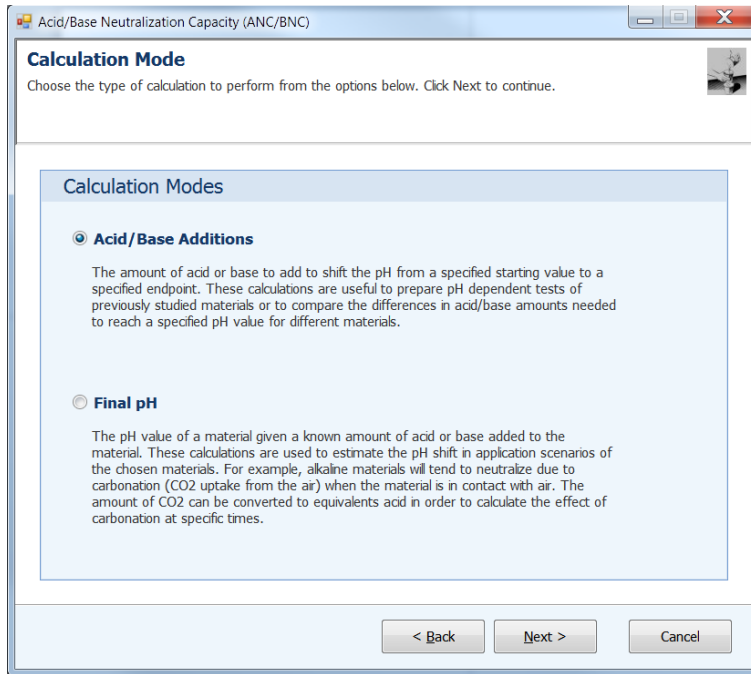 Acid/Base Neutralization Capacity (ANC/BNC)
Calculation Mode
Choose the type of calculation to perform from the options below. Click Next to continue.
Calculation Modes
Acid/Base Additions
The amount of acid or base to add to shift the pH from a specified starting value to a
specified endpoint. These calculations are useful to prepare pH dependent tests of
previously studied materials or to compare the differences in acid/base amounts needed
to reach a specified pH value for different materials.
Final pH
The pH value of a material given a known amount of acid or base added to the
material. These calculations are used to estimate the pH shift in application scenarios of
the chosen materials. For example, alkaline materials will tend to neutralize due to
carbonation (CO2 uptake from the air) when the material is in contact with air. The
amount of CO2 can be converted to equivalents acid in order to calculate the effect of
carbonation at specific times.
< Back
Next >
Cancel